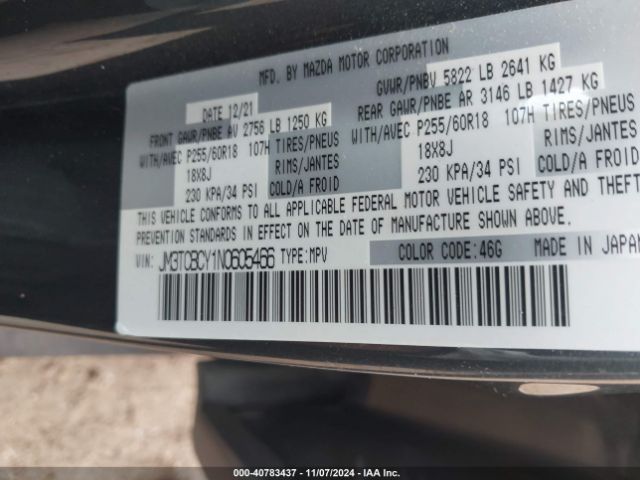 MFD. BY MAZDA MOTOR CORPORATION
DATE 12/21 GVWR/PNBV 5822 LB 2641 KG
FRONT GAWR/PNBE AV 2756 LB 1250 KG REAR GAWR/PNBE AR 3146 LB 1427 KG
WITH/AVEC P255/60R18 107H TIRES/PNEUS WITH/AVEC P255/60R18 107H TIRES/PNEUS
18X8J RIMS/JANTES 18X8J RIMS/JANTES
230 KPA/34 PSI COLD/A FROID 230 KPA/34 PSI COLD/A FROID
THIS VEHICLE CONFORMS TO ALL APPLICABLE FEDERAL MOTOR VEHICLE SAFETY AND THEFT
PREVENTION STANDARDS IN EFFECT ON THE DATE OF MANUFACTURE SHOWN ABOVE.
VIN: JM3TCBCY1N0605466 TYPE: MPV COLOR CODE: 46G MADE IN JAPAN
000-40783437 - 11/07/2024 - IAA Inc.